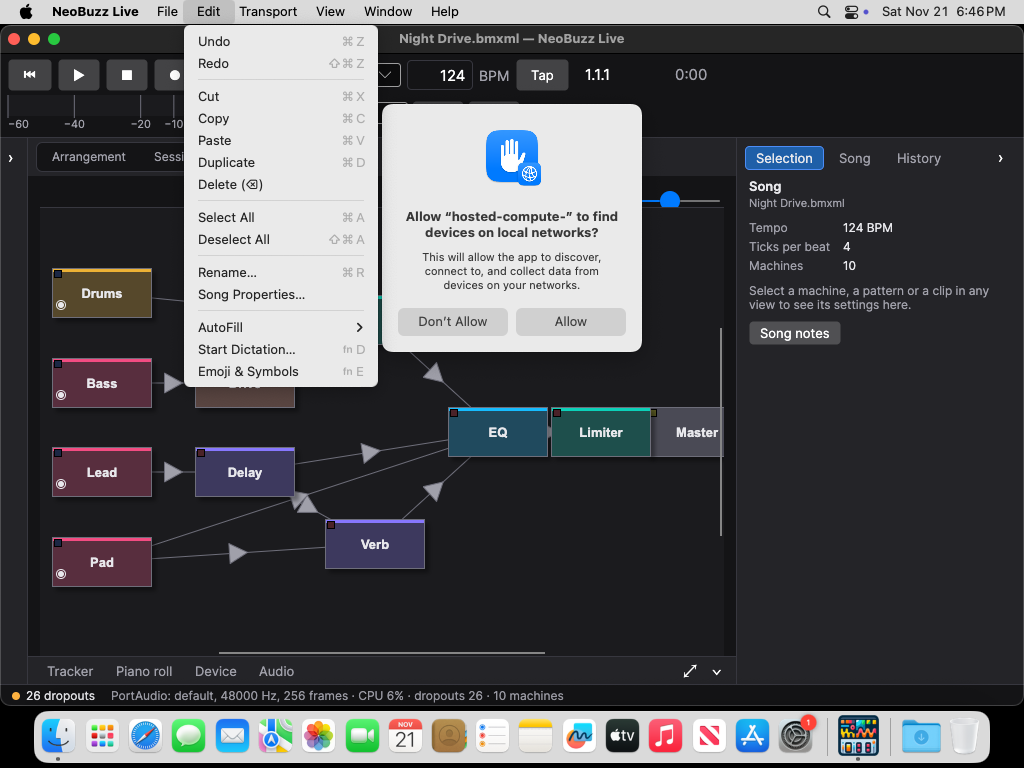 NeoBuzz Live File Edit Transport View Window Help Sat Nov 21 6:46 PM
Night Drive.bmxml — NeoBuzz Live
124 BPM Tap 1.1.1 0:00
−60 −40 −20 −10
Arrangement
Undo ⌘ Z
Redo ⇧ ⌘ Z
Cut ⌘ X
Copy ⌘ C
Paste ⌘ V
Duplicate ⌘ D
Delete (⌫)
Select All ⌘ A
Deselect All ⇧ ⌘ A
Rename... ⌘ R
Song Properties...
AutoFill
Start Dictation... fn D
Emoji & Symbols fn E
Allow “hosted-compute-” to find
devices on local networks?
This will allow the app to discover,
connect to, and collect data from
devices on your networks.
Don’t Allow Allow
Selection Song History
Song
Night Drive.bmxml
Tempo 124 BPM
Ticks per beat 4
Machines 10
Select a machine, a pattern or a clip in any
view to see its settings here.
Song notes
Drums
Bass
EQ Limiter Master
Lead Delay
Verb
Pad
Tracker Piano roll Device Audio
26 dropouts PortAudio: default, 48000 Hz, 256 frames · CPU 6% · dropouts 26 · 10 machines
NOV
21
tv
1